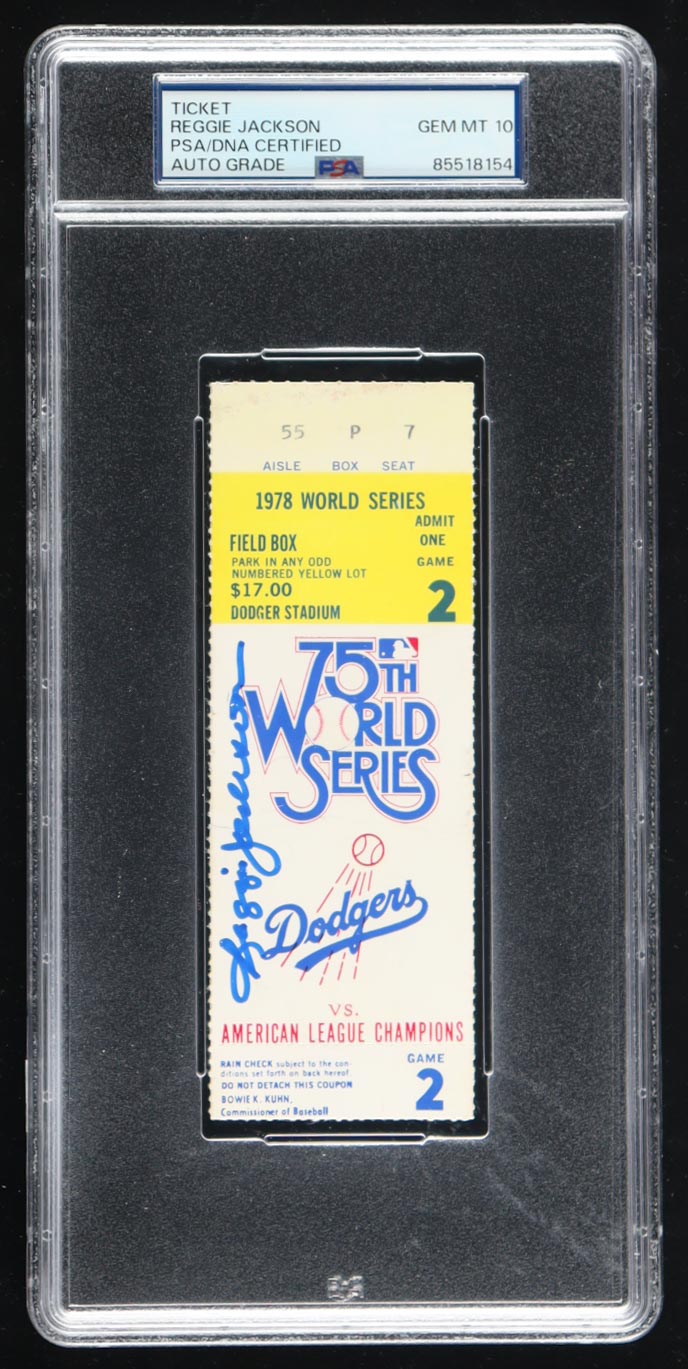 TICKET
REGGIE JACKSON GEM MT 10
PSA/DNA CERTIFIED
AUTO GRADE PSA 85518154
55 P 7
AISLE BOX SEAT
1978 WORLD SERIES
ADMIT
FIELD BOX ONE
PARK IN ANY ODD GAME
NUMBERED YELLOW LOT
$17.00 2
DODGER STADIUM
75TH
WORLD
SERIES
Reggie Jackson
Dodgers
VS.
AMERICAN LEAGUE CHAMPIONS
RAIN CHECK subject to the con- GAME
ditions set forth on back hereof.
DO NOT DETACH THIS COUPON 2
BOWIE K. KUHN,
Commissioner of Baseball